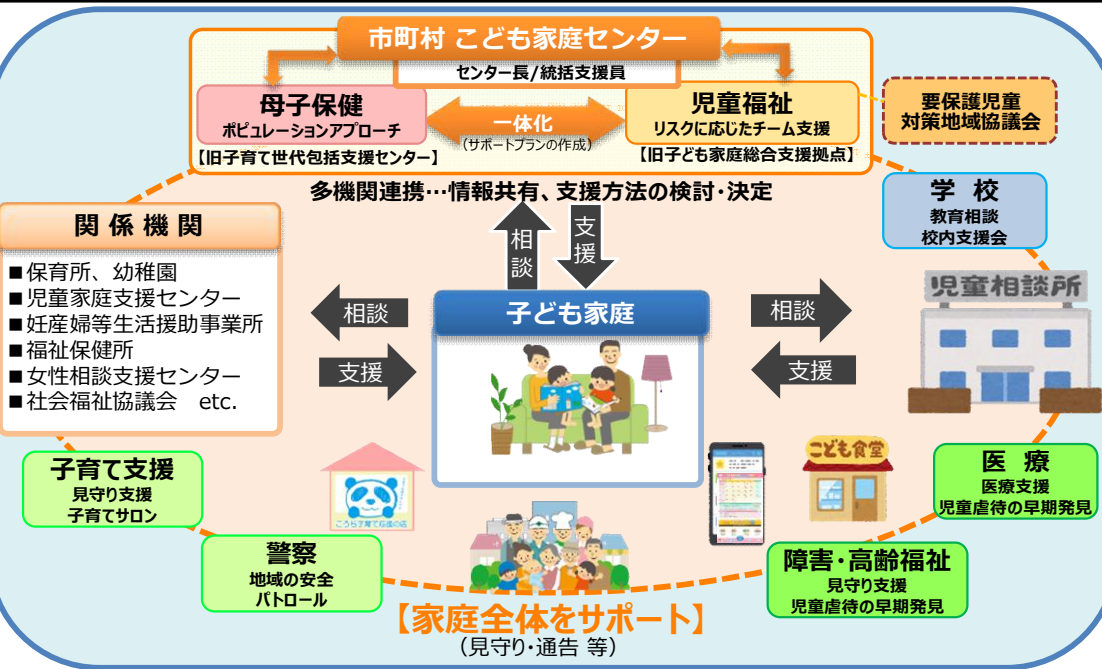 市町村 こども家庭センター
センター長/統括支援員
母子保健
ポピュレーションアプローチ
【旧子育て世代包括支援センター】
一体化
(サポートプランの作成)
児童福祉
リスクに応じたチーム支援
【旧子ども家庭総合支援拠点】
要保護児童
対策地域協議会
多機関連携…情報共有、支援方法の検討・決定
相談
支援
関係機関
■保育所、幼稚園
■児童家庭支援センター
■妊産婦等生活援助事業所
■福祉保健所
■女性相談支援センター
■社会福祉協議会　etc.
相談
支援
子ども家庭
相談
支援
学 校
教育相談
校内支援会
児童相談所
子育て支援
見守り支援
子育てサロン
こうち子育て応援の店
こども食堂
医 療
医療支援
児童虐待の早期発見
警察
地域の安全
パトロール
障害・高齢福祉
見守り支援
児童虐待の早期発見
【家庭全体をサポート】
(見守り・通告 等)